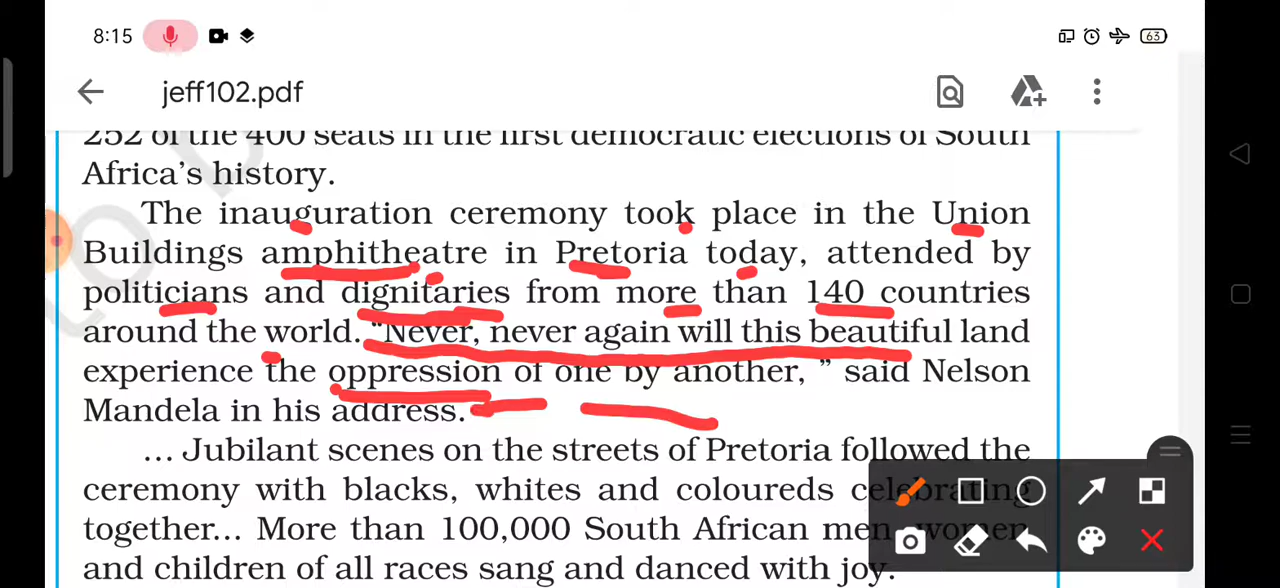 8:15
63
jeff102.pdf
252 of the 400 seats in the first democratic elections of South
Africa's history.
The inauguration ceremony took place in the Union
Buildings amphitheatre in Pretoria today, attended by
politicians and dignitaries from more than 140 countries
around the world. "Never, never again will this beautiful land
experience the oppression of one by another, " said Nelson
Mandela in his address.
... Jubilant scenes on the streets of Pretoria followed the
ceremony with blacks, whites and coloureds celebrating
together... More than 100,000 South African men, women
and children of all races sang and danced with joy.